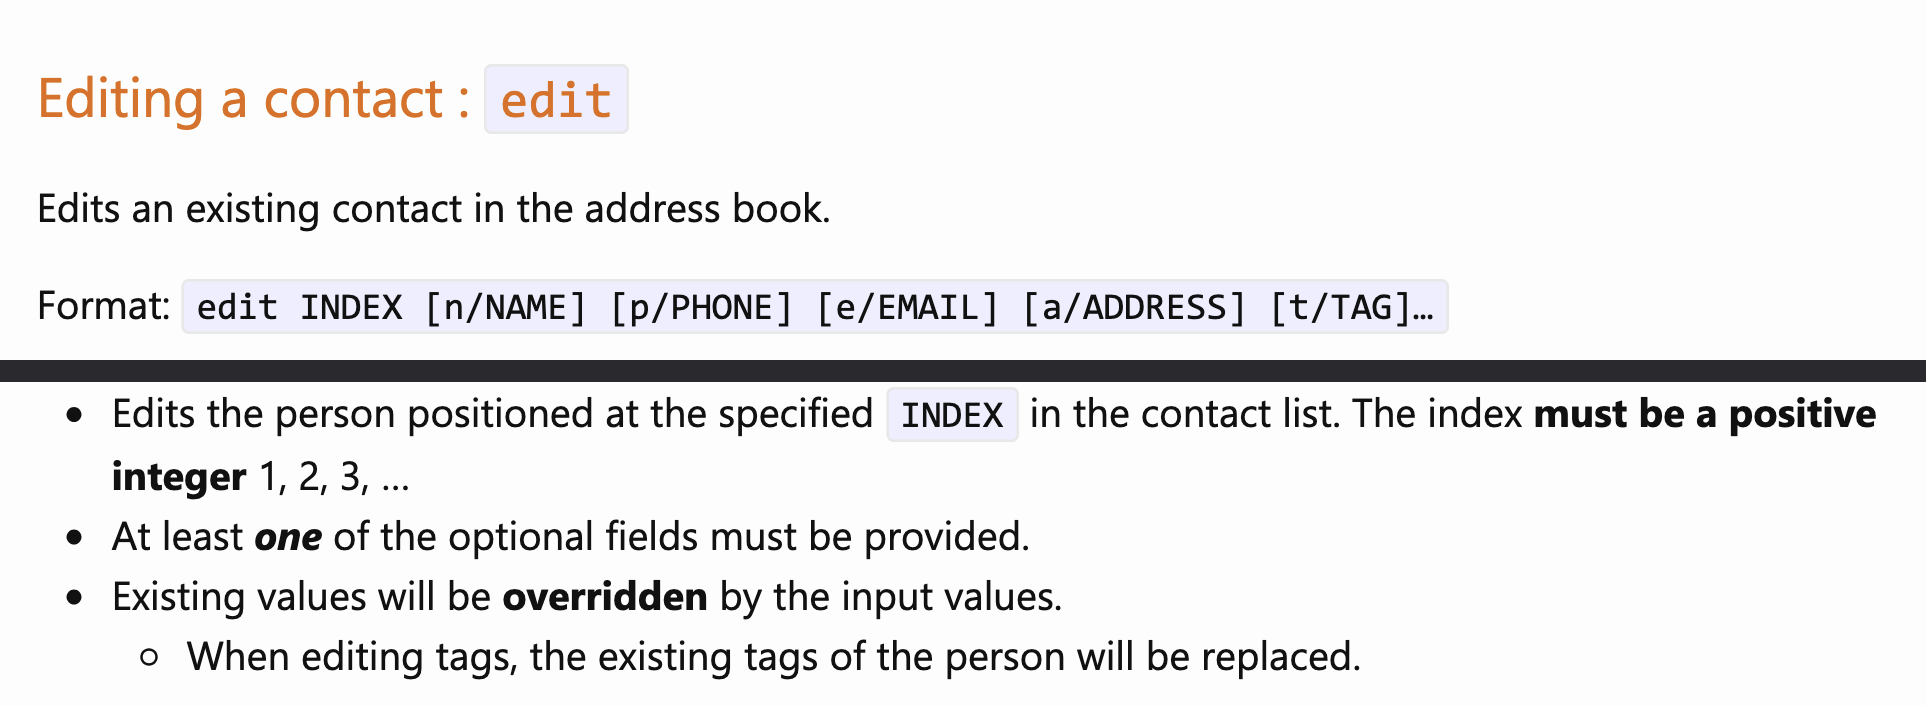 Editing a contact : edit
Edits an existing contact in the address book.
Format: edit INDEX [n/NAME] [p/PHONE] [e/EMAIL] [a/ADDRESS] [t/TAG]…
• Edits the person positioned at the specified INDEX in the contact list. The index must be a positive
integer 1, 2, 3, …
• At least one of the optional fields must be provided.
• Existing values will be overridden by the input values.
○ When editing tags, the existing tags of the person will be replaced.